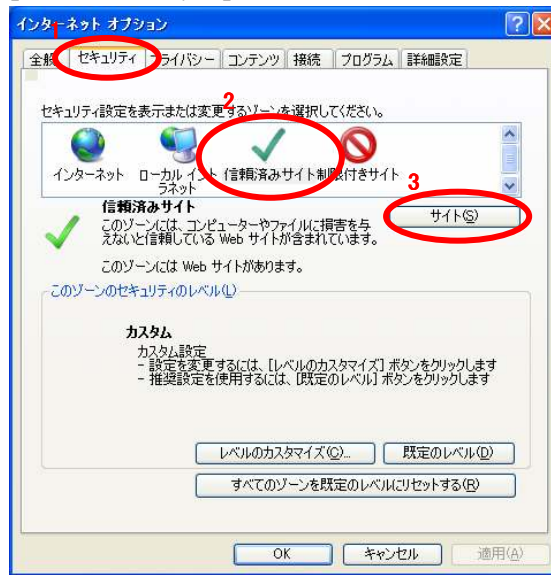 インターネット オプション
1
全般 セキュリティ プライバシー コンテンツ 接続 プログラム 詳細設定
セキュリティ設定を表示または変更するゾーンを選択してください。
2
インターネット ローカル イントラネット 信頼済みサイト 制限付きサイト
3
信頼済みサイト
サイト(S)
このゾーンには、コンピューターやファイルに損害を与
えないと信頼している Web サイトが含まれています。
このゾーンには Web サイトがあります。
このゾーンのセキュリティのレベル(L)
カスタム
カスタム設定
- 設定を変更するには、[レベルのカスタマイズ] ボタンをクリックします
- 推奨設定を使用するには、[既定のレベル] ボタンをクリックします
レベルのカスタマイズ(C)... 既定のレベル(D)
すべてのゾーンを既定のレベルにリセットする(R)
OK キャンセル 適用(A)